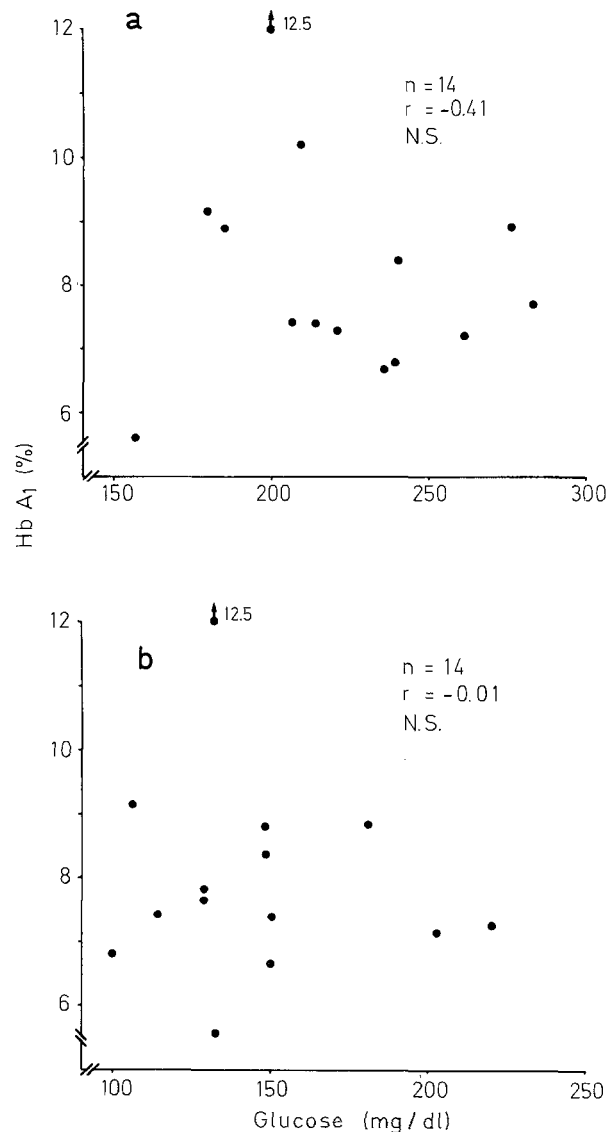 a
12.5
n = 14
r = -0.41
N.S.
12
10
8
6
150 200 250 300
Hb A1 (%)
b
12.5
n = 14
r = -0.01
N.S.
12
10
8
6
100 150 200 250
Glucose (mg/dl)